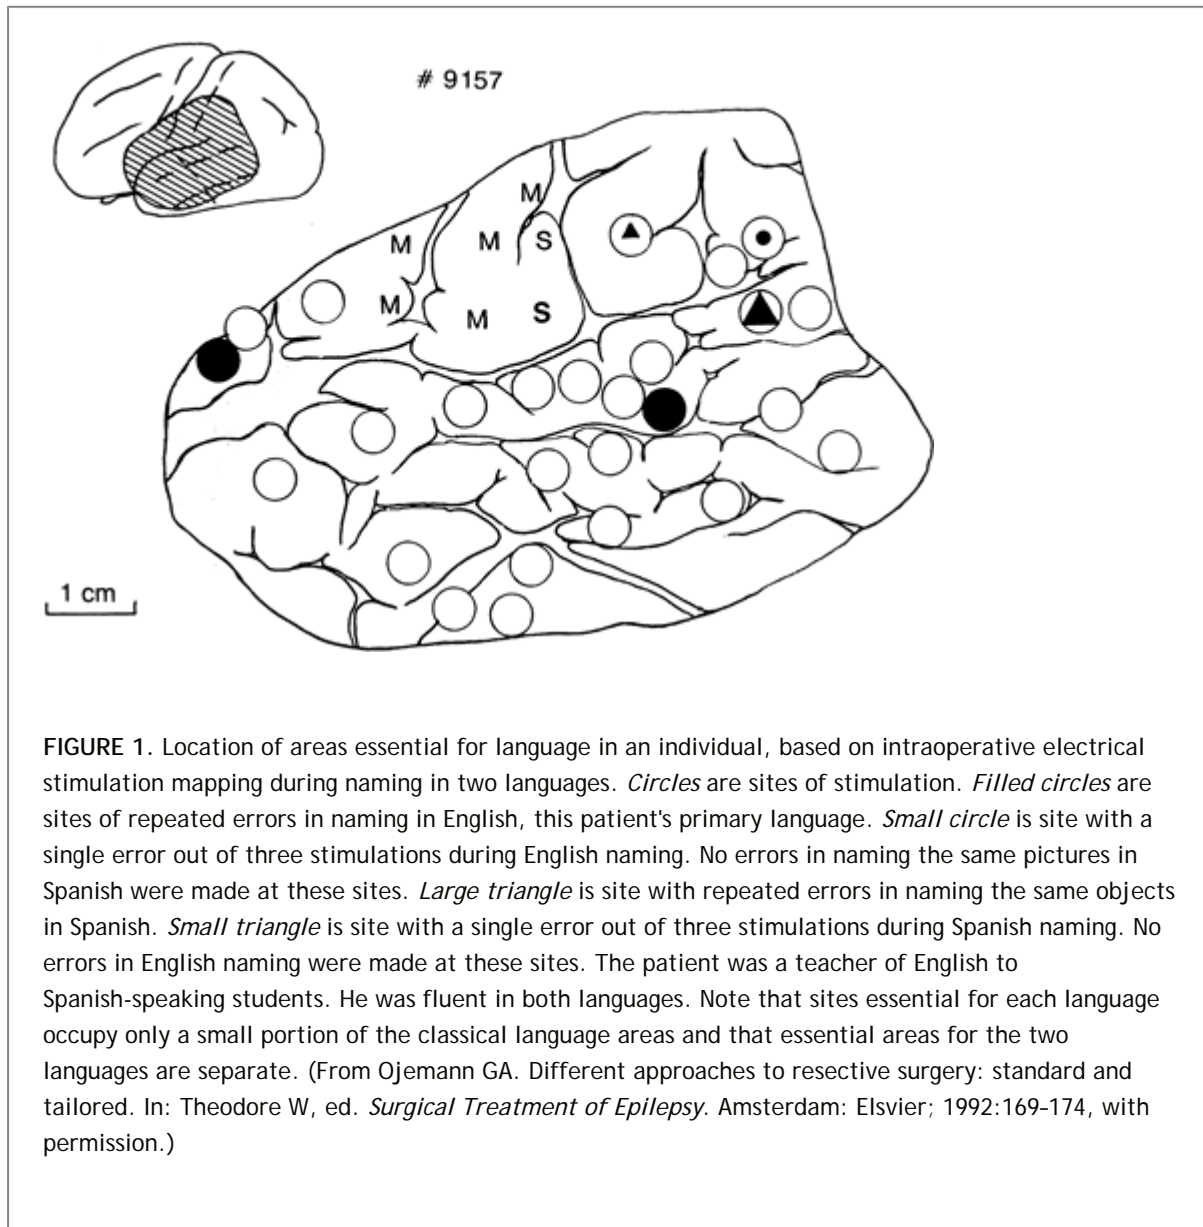 # 9157
M
M M S
M M S
1 cm
FIGURE 1. Location of areas essential for language in an individual, based on intraoperative electrical
stimulation mapping during naming in two languages. Circles are sites of stimulation. Filled circles are
sites of repeated errors in naming in English, this patient's primary language. Small circle is site with a
single error out of three stimulations during English naming. No errors in naming the same pictures in
Spanish were made at these sites. Large triangle is site with repeated errors in naming the same objects
in Spanish. Small triangle is site with a single error out of three stimulations during Spanish naming. No
errors in English naming were made at these sites. The patient was a teacher of English to
Spanish-speaking students. He was fluent in both languages. Note that sites essential for each language
occupy only a small portion of the classical language areas and that essential areas for the two
languages are separate. (From Ojemann GA. Different approaches to resective surgery: standard and
tailored. In: Theodore W, ed. Surgical Treatment of Epilepsy. Amsterdam: Elsvier; 1992:169-174, with
permission.)